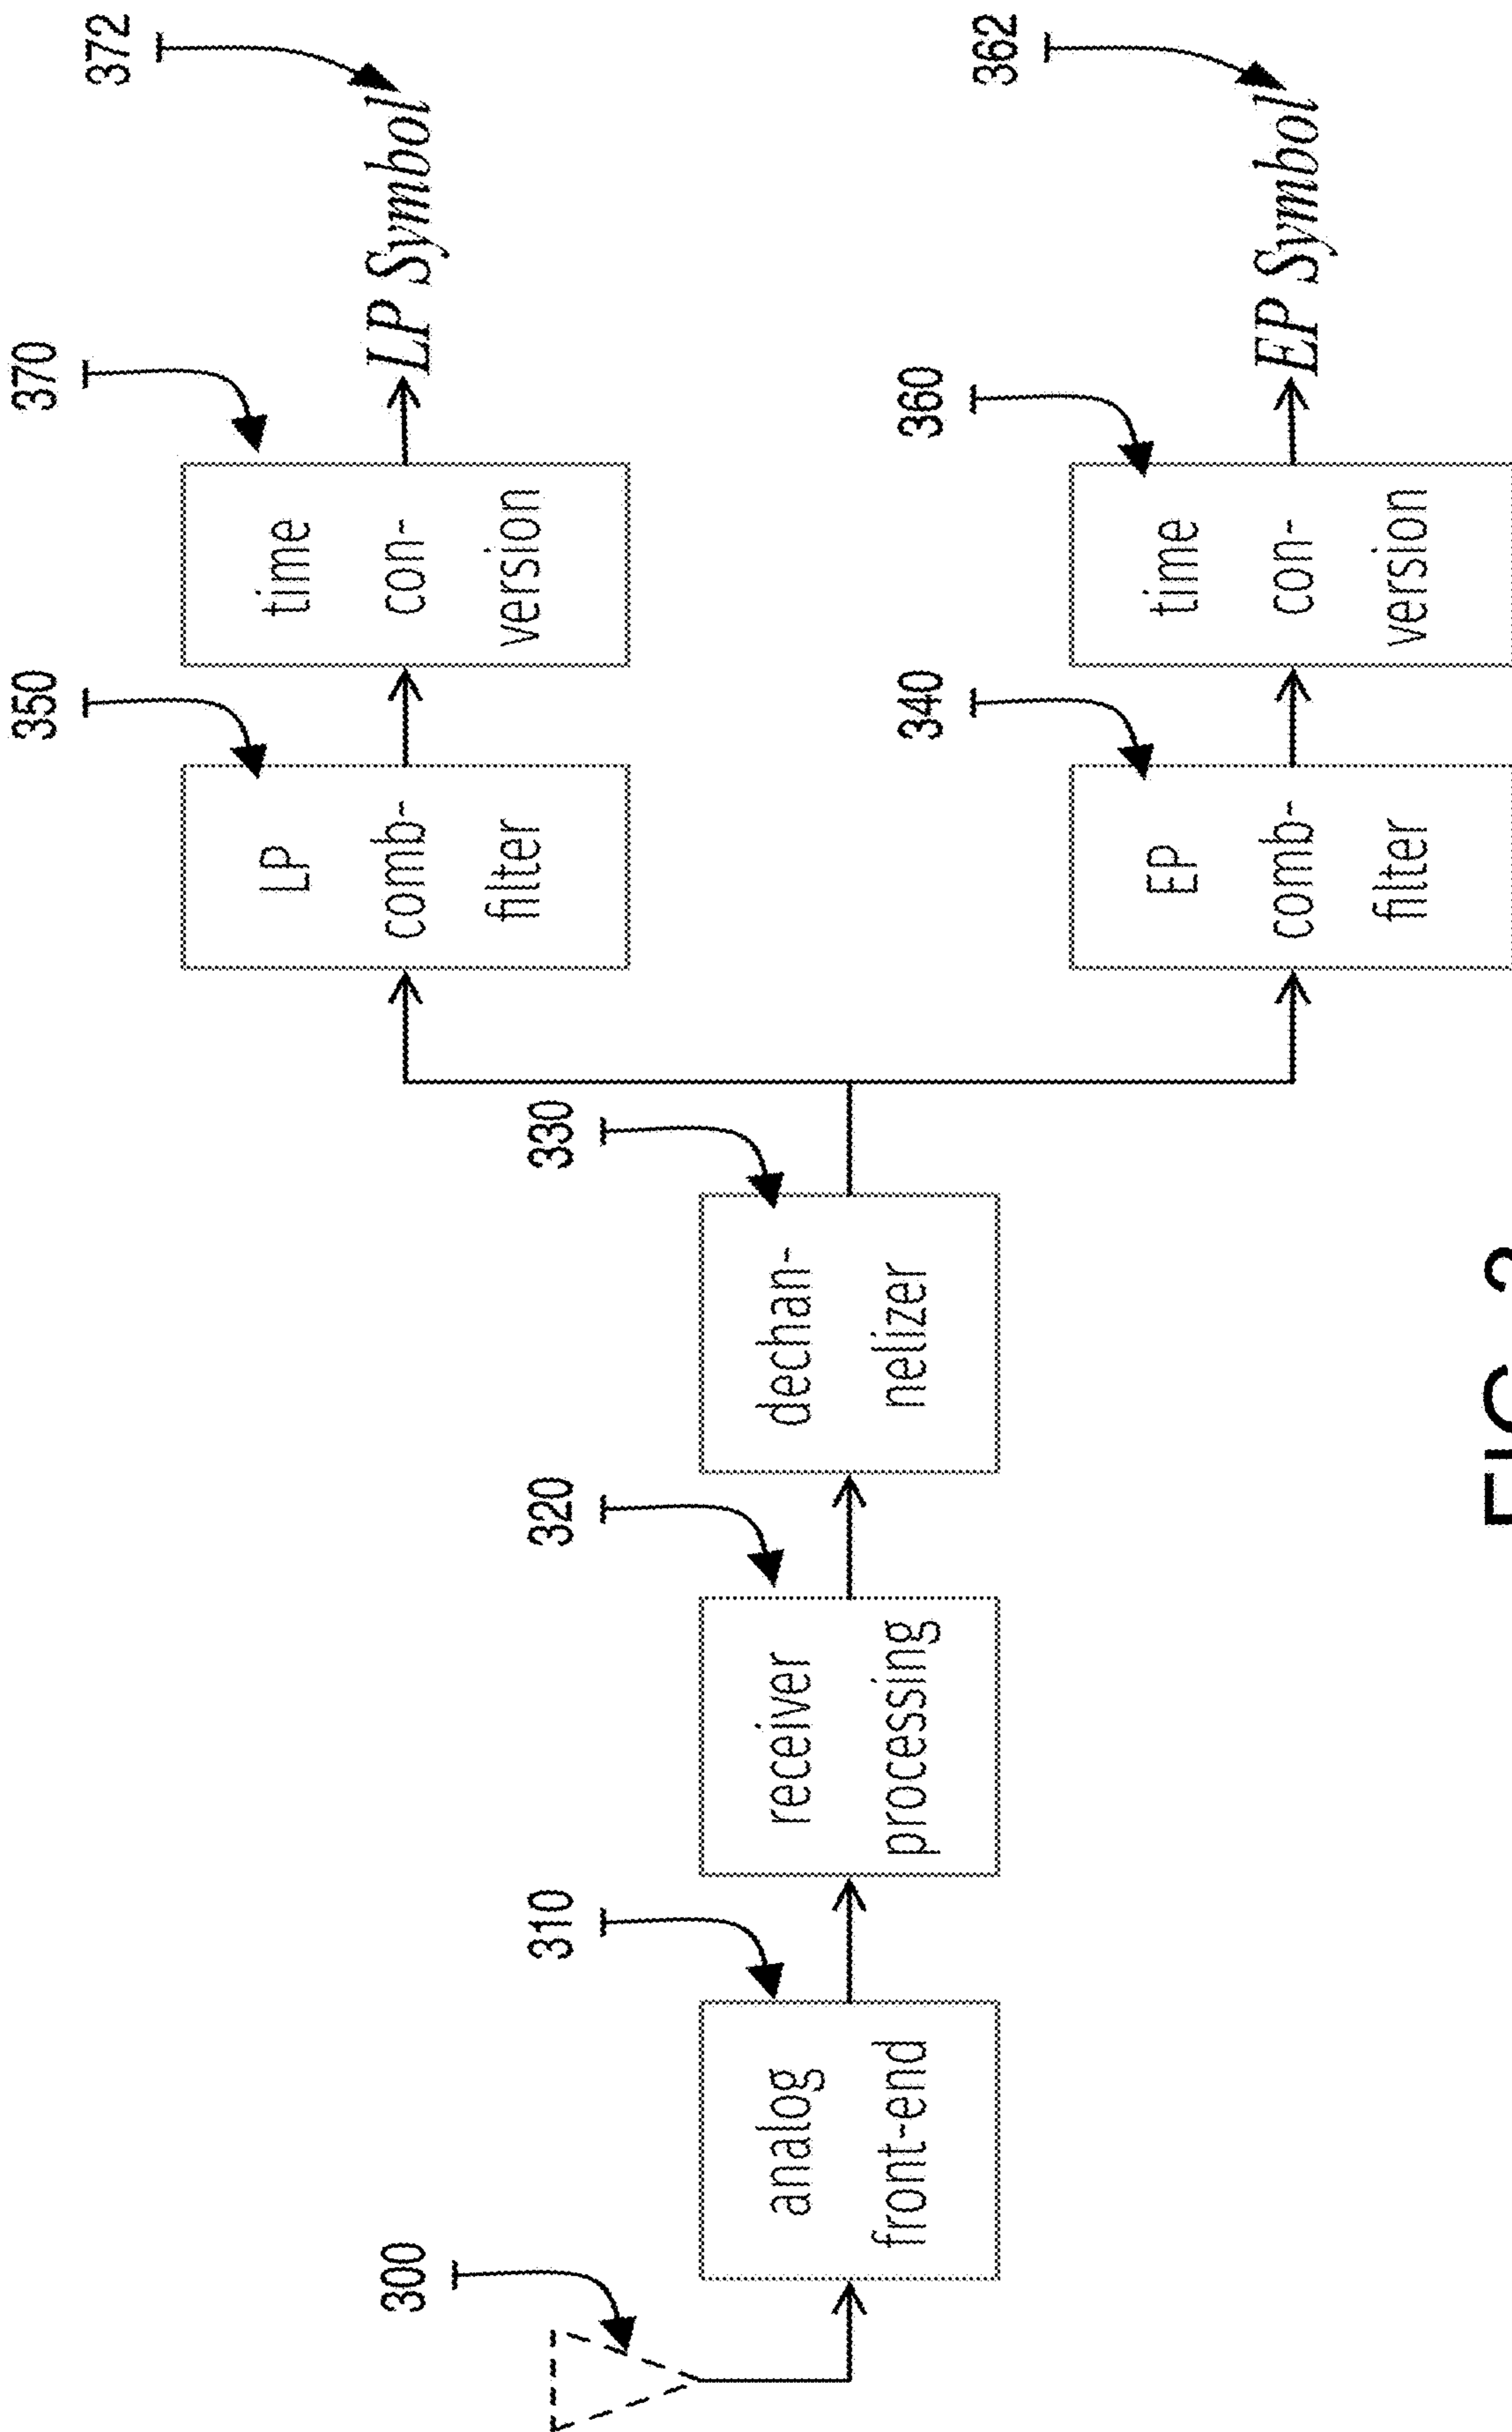 372
370
LP Symbol
350
time
con-
version
LP
comb-
filter
362
360
EP Symbol
340
time
con-
version
EP
comb-
filter
330
dechan-
nelizer
320
receiver
processing
310
analog
front-end
300